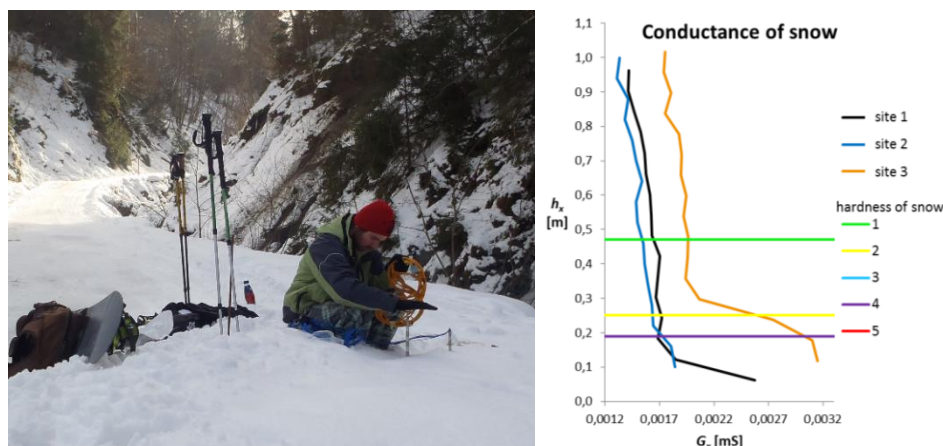 Conductance of snow
1,1
1,0
0,9
0,8
0,7
0,6
0,5
0,4
0,3
0,2
0,1
0,0
hₓ
[m]
0,0012 0,0017 0,0022 0,0027 0,0032
Gₓ [mS]
site 1
site 2
site 3
hardness of snow
1
2
3
4
5